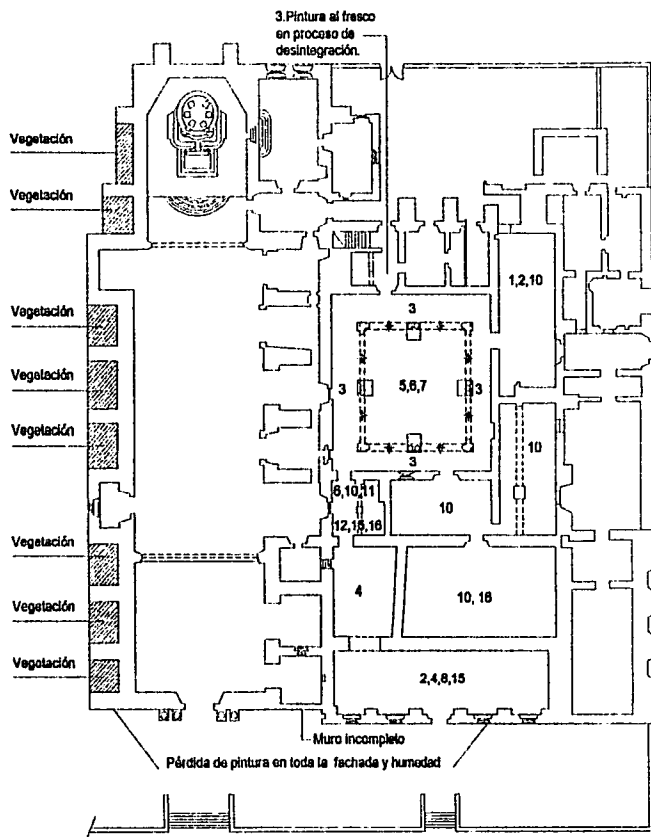 3.Pintura al fresco
en proceso de
desintegración.
Vegetación
Vegetación
1,2,10
Vegetación
3
Vegetación
3
5,6,7
3
Vegetación
3
10
6,10,11
10
12,15,16
Vegetación
4
10, 16
Vegetación
Vegetación
2,4,8,15
Muro incompleto
Pérdida de pintura en toda la fachada y humedad